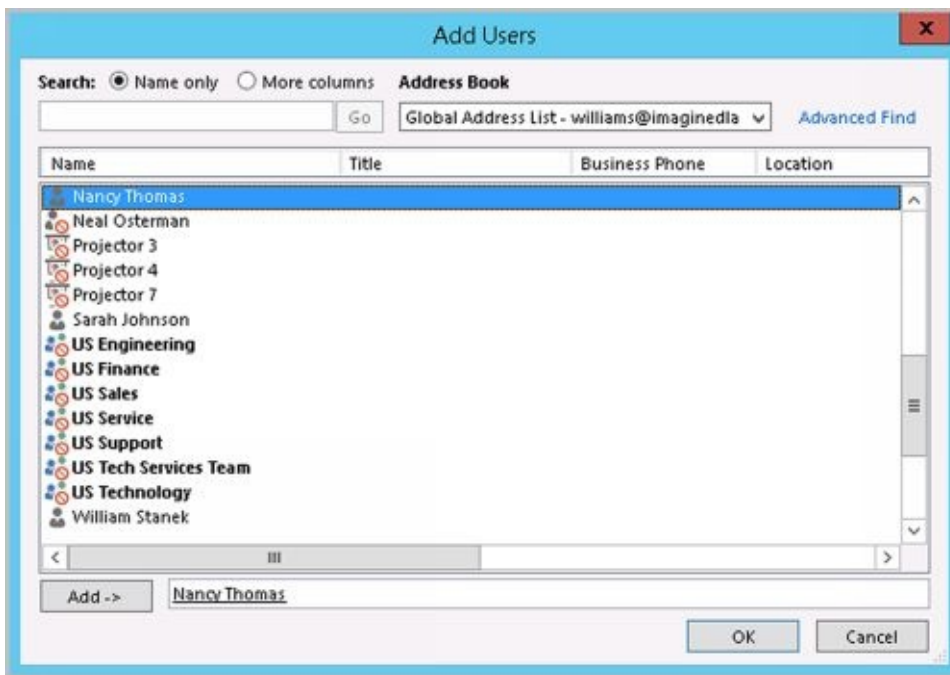 Add Users
x
Search: Name only More columns Address Book
Go Global Address List - williams@imaginedla Advanced Find
Name Title Business Phone Location
Nancy Thomas
Neal Osterman
Projector 3
Projector 4
Projector 7
Sarah Johnson
US Engineering
US Finance
US Sales
US Service
US Support
US Tech Services Team
US Technology
William Stanek
Add -> Nancy Thomas
OK Cancel